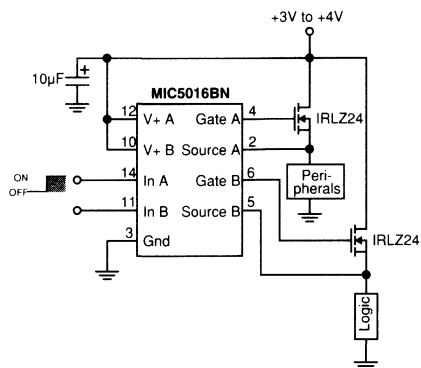 +3V to +4V
10µF
+
MIC5016BN
12 V+ A Gate A 4
IRLZ24
10 V+ B Source A 2
ON
OFF
14 In A Gate B 6
Peri-
pherals
11 In B Source B 5
3 Gnd
IRLZ24
Logic